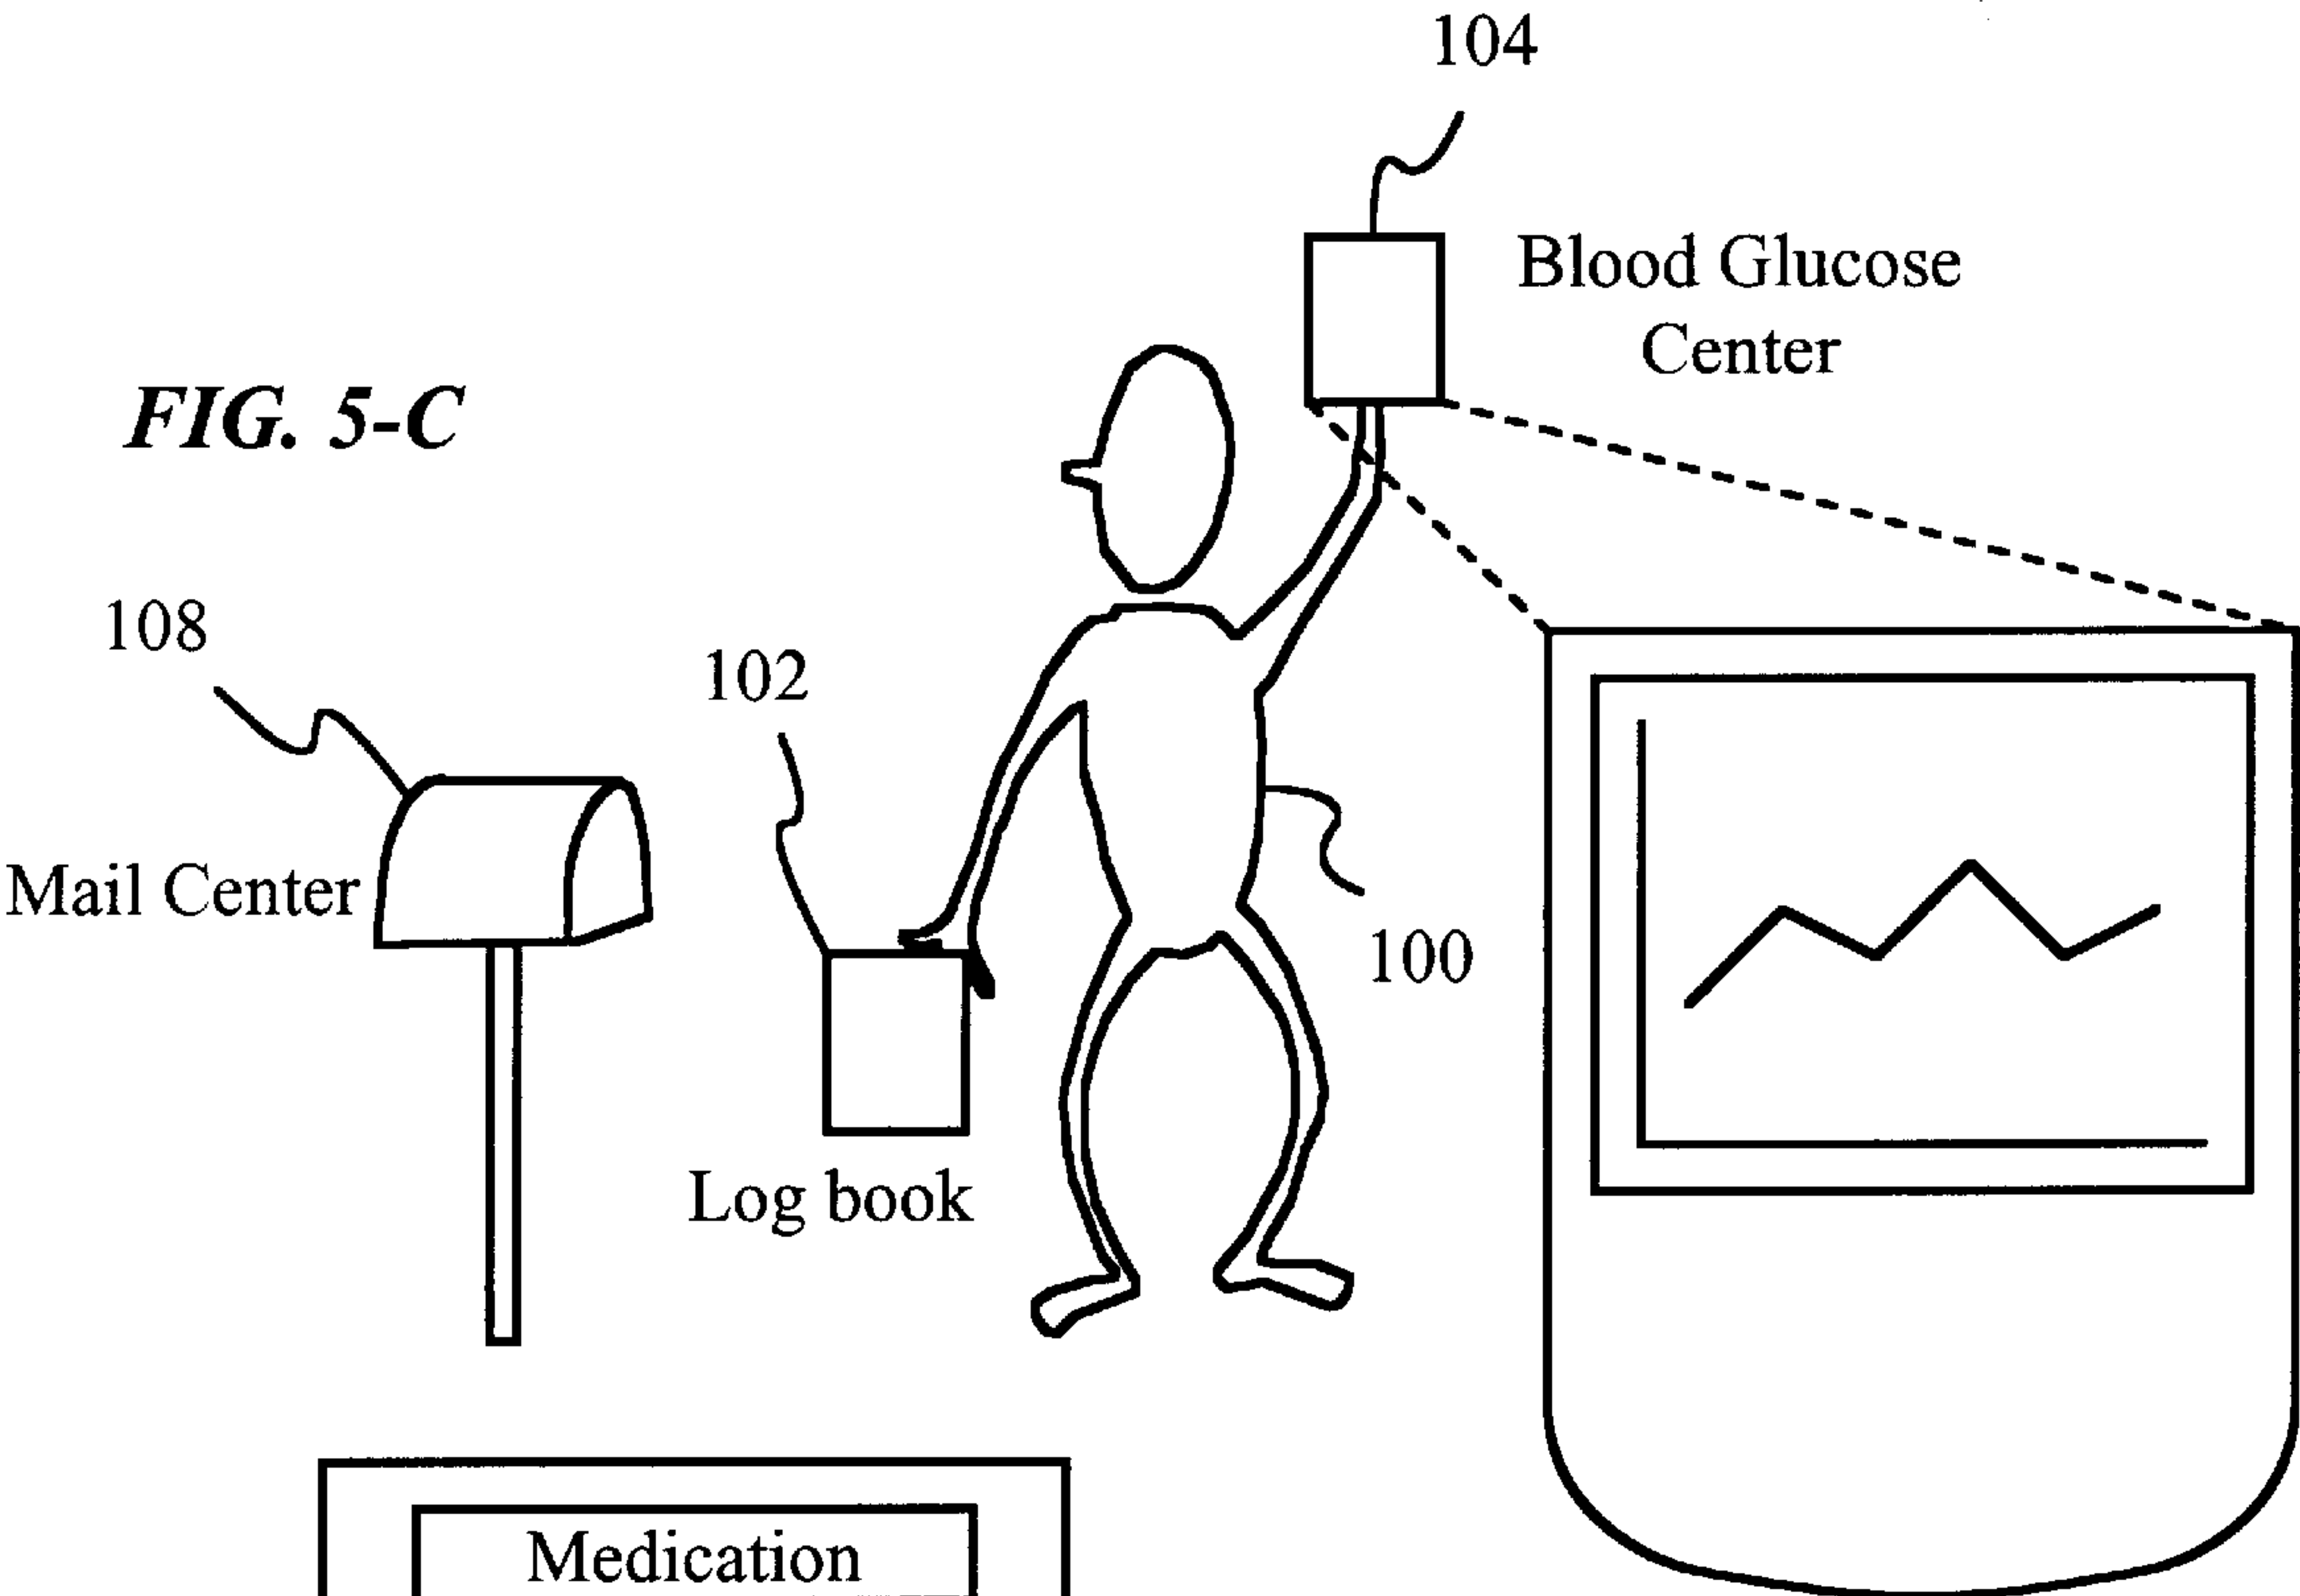 104
Blood Glucose
Center
FIG. 5-C
108
102
Mail Center
100
Log book
Medication